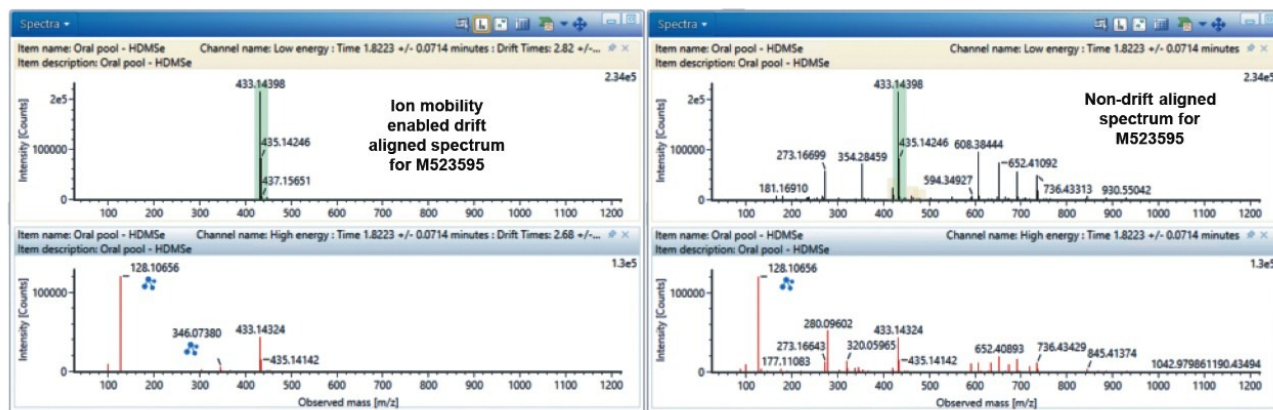 Spectra
Item name: Oral pool - HDMSe Channel name: Low energy : Time 1.8223 +/- 0.0714 minutes : Drift Times: 2.82 +/-...
Item description: Oral pool - HDMSe
2.34e5
433.14398
2e5
Ion mobility
enabled drift
aligned spectrum
for M523595
Intensity [Counts]
100000
435.14246
437.15651
0
100 200 300 400 500 600 700 800 900 1000 1100 1200
Item name: Oral pool - HDMSe Channel name: High energy : Time 1.8223 +/- 0.0714 minutes : Drift Times: 2.68 +/-...
Item description: Oral pool - HDMSe
1.3e5
128.10656
Intensity [Counts]
100000
346.07380
433.14324
435.14142
0
0 100 200 300 400 500 600 700 800 900 1000 1100 1200
Observed mass [m/z]
Spectra
Item name: Oral pool - HDMSe Channel name: Low energy : Time 1.8223 +/- 0.0714 minutes
Item description: Oral pool - HDMSe
2.34e5
433.14398
2e5
Non-drift aligned
spectrum for
M523595
Intensity [Counts]
100000
273.16699
354.28459
435.14246
608.38444
652.41092
181.16910
594.34927
736.43313
930.55042
0
100 200 300 400 500 600 700 800 900 1000 1100 1200
Item name: Oral pool - HDMSe Channel name: High energy : Time 1.8223 +/- 0.0714 minutes
Item description: Oral pool - HDMSe
1.3e5
128.10656
Intensity [Counts]
100000
280.09602
433.14324
273.16643
320.05965
435.14142
652.40893
736.43429
177.11083
845.41374
1042.97986
1190.43494
0
0 100 200 300 400 500 600 700 800 900 1000 1100 1200
Observed mass [m/z]